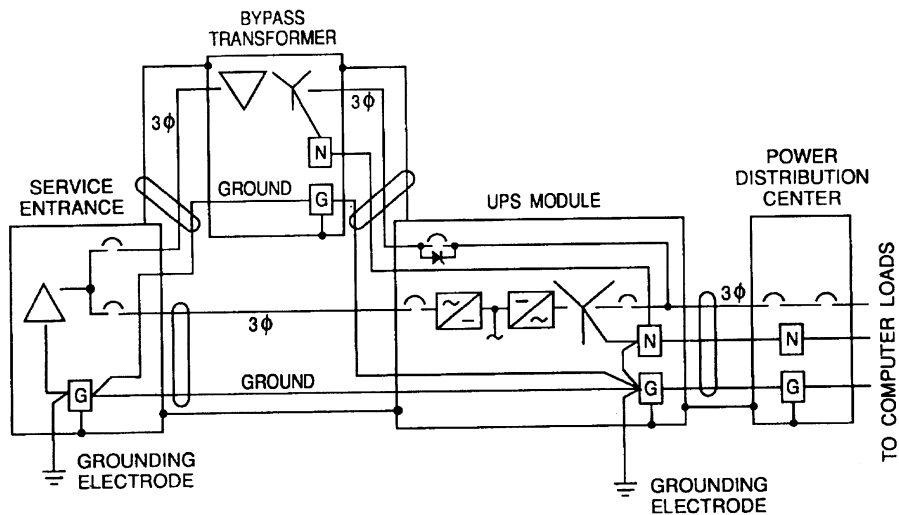 BYPASS
TRANSFORMER
3ϕ
3ϕ
N
SERVICE
ENTRANCE
GROUND
G
UPS MODULE
POWER
DISTRIBUTION
CENTER
3ϕ
3ϕ
N
N
GROUND
G
G
G
TO COMPUTER LOADS
GROUNDING
ELECTRODE
GROUNDING
ELECTRODE